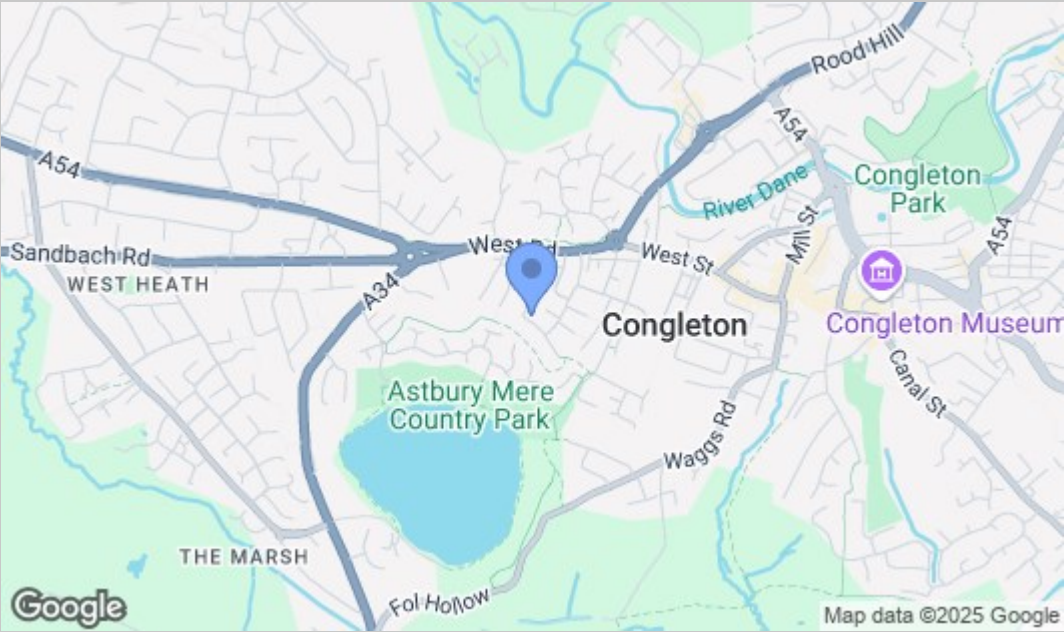 Rood Hill
A54
A54
River Dane
Congleton
Park
Mill St
A54
West Rd
West St
Sandbach Rd
WEST HEATH
A34
Congleton
Congleton Museum
Canal St
Astbury Mere
Country Park
Waggs Rd
THE MARSH
Fol Hollow
Google
Map data ©2025 Google